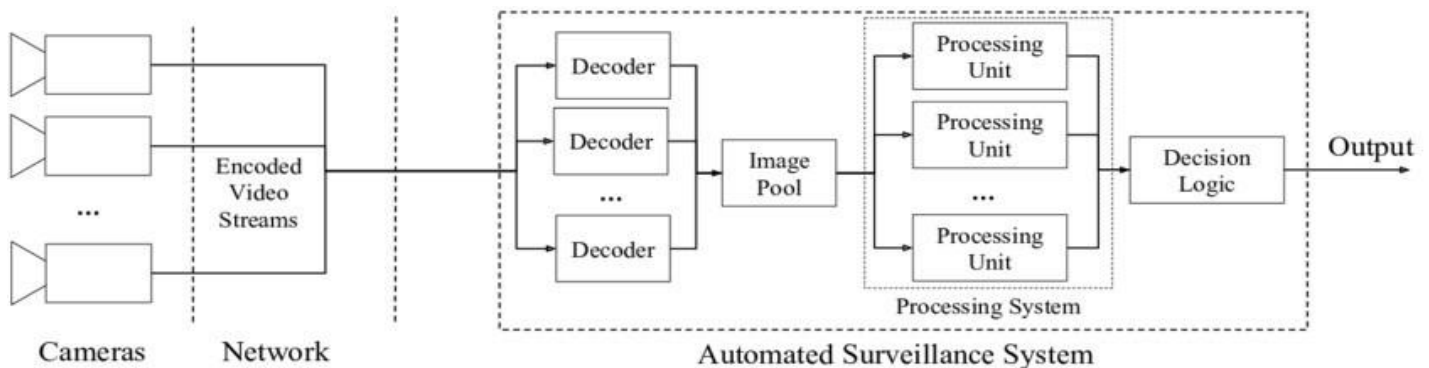 ...
Cameras
Encoded
Video
Streams
Network
Decoder
Decoder
...
Decoder
Image
Pool
Processing
Unit
Processing
Unit
...
Processing
Unit
Processing System
Decision
Logic
Automated Surveillance System
Output